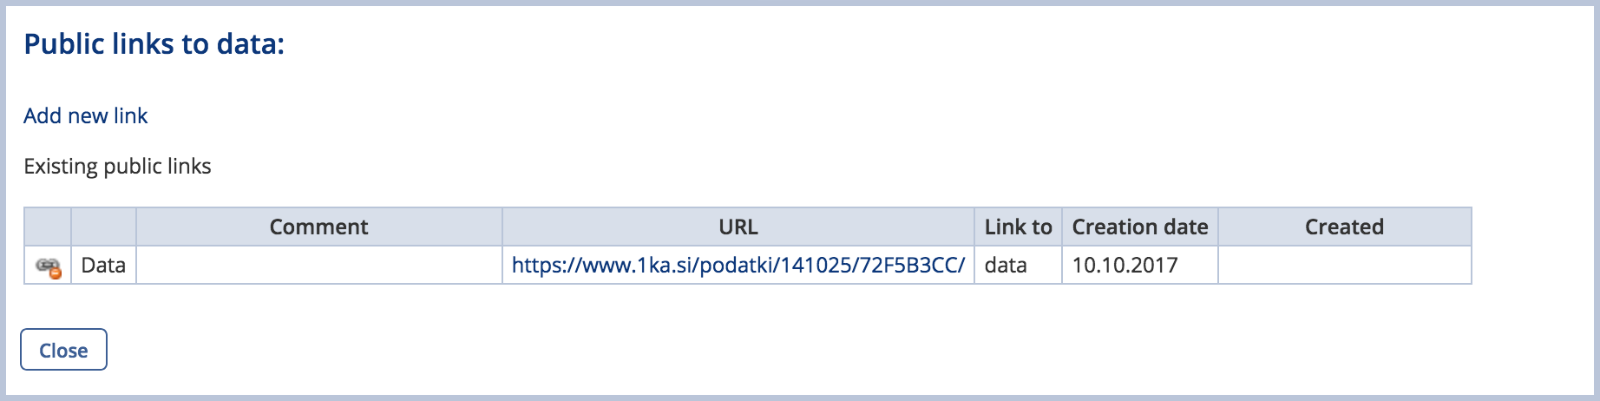 Public links to data:
Add new link
Existing public links
Comment URL Link to Creation date Created
Data https://www.1ka.si/podatki/141025/72F5B3CC/ data 10.10.2017
Close